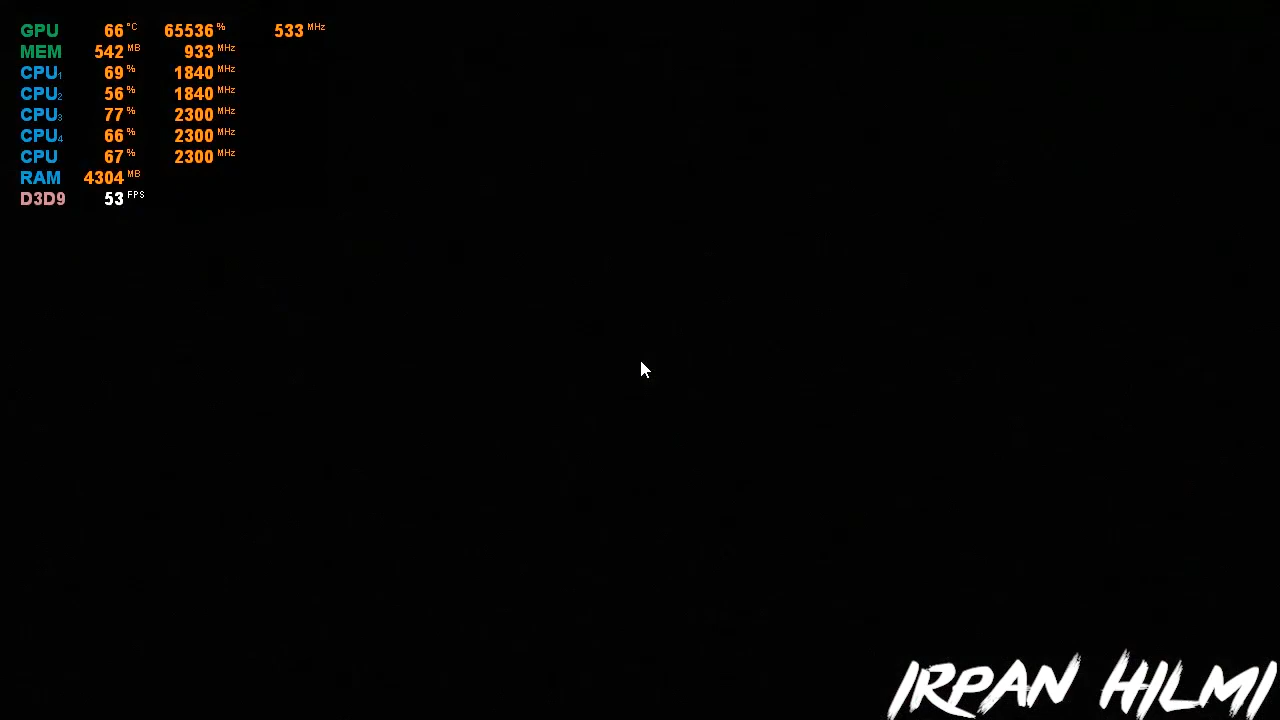 GPU 66 °C 65536 % 533 MHz
MEM 542 MB 933 MHz
CPU1 69 % 1840 MHz
CPU2 56 % 1840 MHz
CPU3 77 % 2300 MHz
CPU4 66 % 2300 MHz
CPU 67 % 2300 MHz
RAM 4304 MB
D3D9 53 FPS
IRPAN HILMI